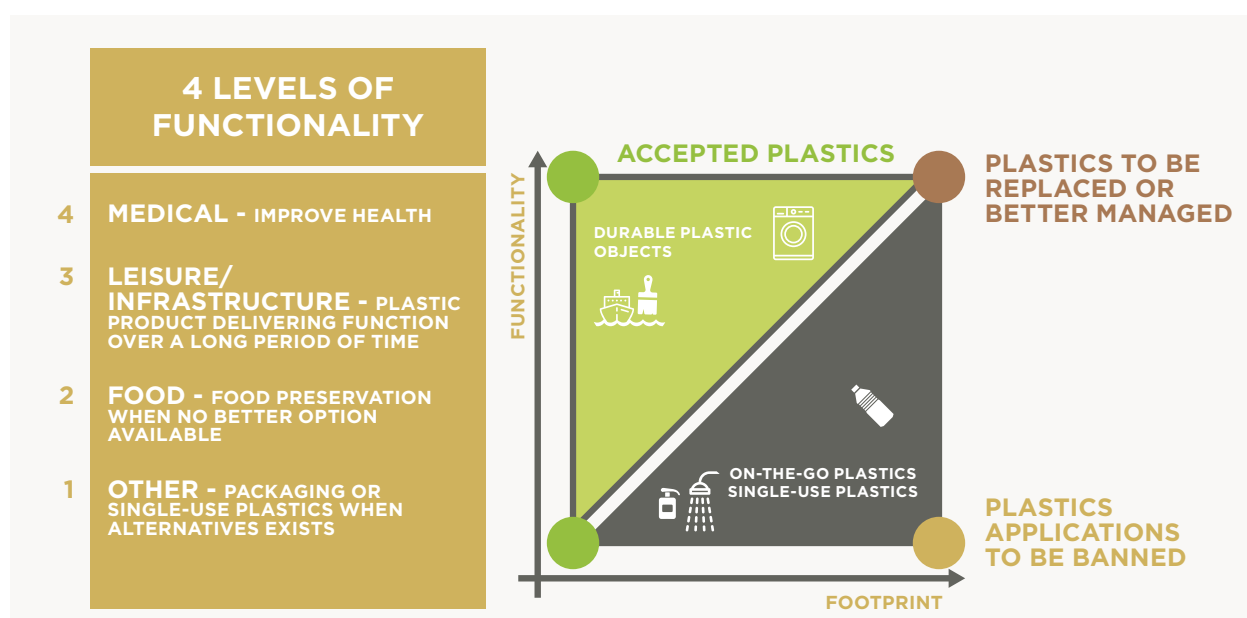 4 LEVELS OF
FUNCTIONALITY
4 MEDICAL - IMPROVE HEALTH
3 LEISURE/
INFRASTRUCTURE - PLASTIC
PRODUCT DELIVERING FUNCTION
OVER A LONG PERIOD OF TIME
2 FOOD - FOOD PRESERVATION
WHEN NO BETTER OPTION
AVAILABLE
1 OTHER - PACKAGING OR
SINGLE-USE PLASTICS WHEN
ALTERNATIVES EXISTS
FUNCTIONALITY
ACCEPTED PLASTICS
DURABLE PLASTIC
OBJECTS
PLASTICS TO BE
REPLACED OR
BETTER MANAGED
ON-THE-GO PLASTICS
SINGLE-USE PLASTICS
PLASTICS
APPLICATIONS
TO BE BANNED
FOOTPRINT